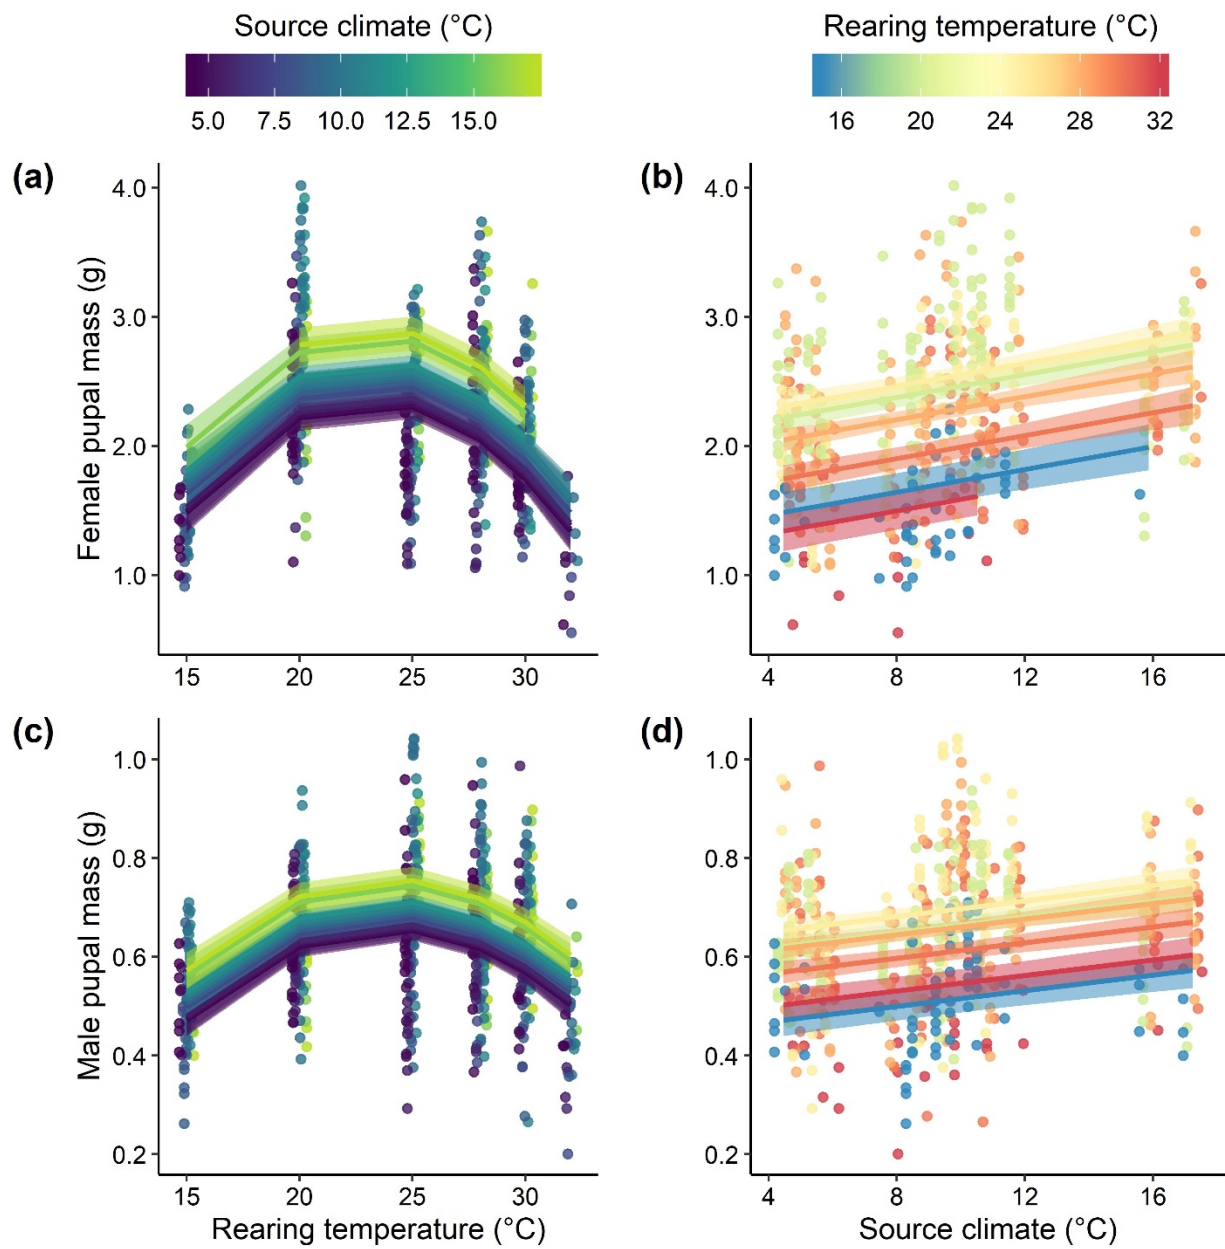 Source climate (°C)
5.0 7.5 10.0 12.5 15.0
Rearing temperature (°C)
16 20 24 28 32
(a)
Female pupal mass (g)
4.0
3.0
2.0
1.0
15 20 25 30
(b)
4.0
3.0
2.0
1.0
4 8 12 16
(c)
Male pupal mass (g)
1.0
0.8
0.6
0.4
0.2
15 20 25 30
Rearing temperature (°C)
(d)
1.0
0.8
0.6
0.4
0.2
4 8 12 16
Source climate (°C)